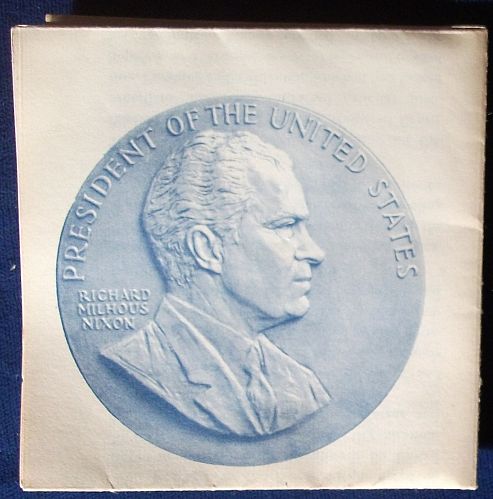 PRESIDENT OF THE UNITED STATES
RICHARD
MILHOUS
NIXON